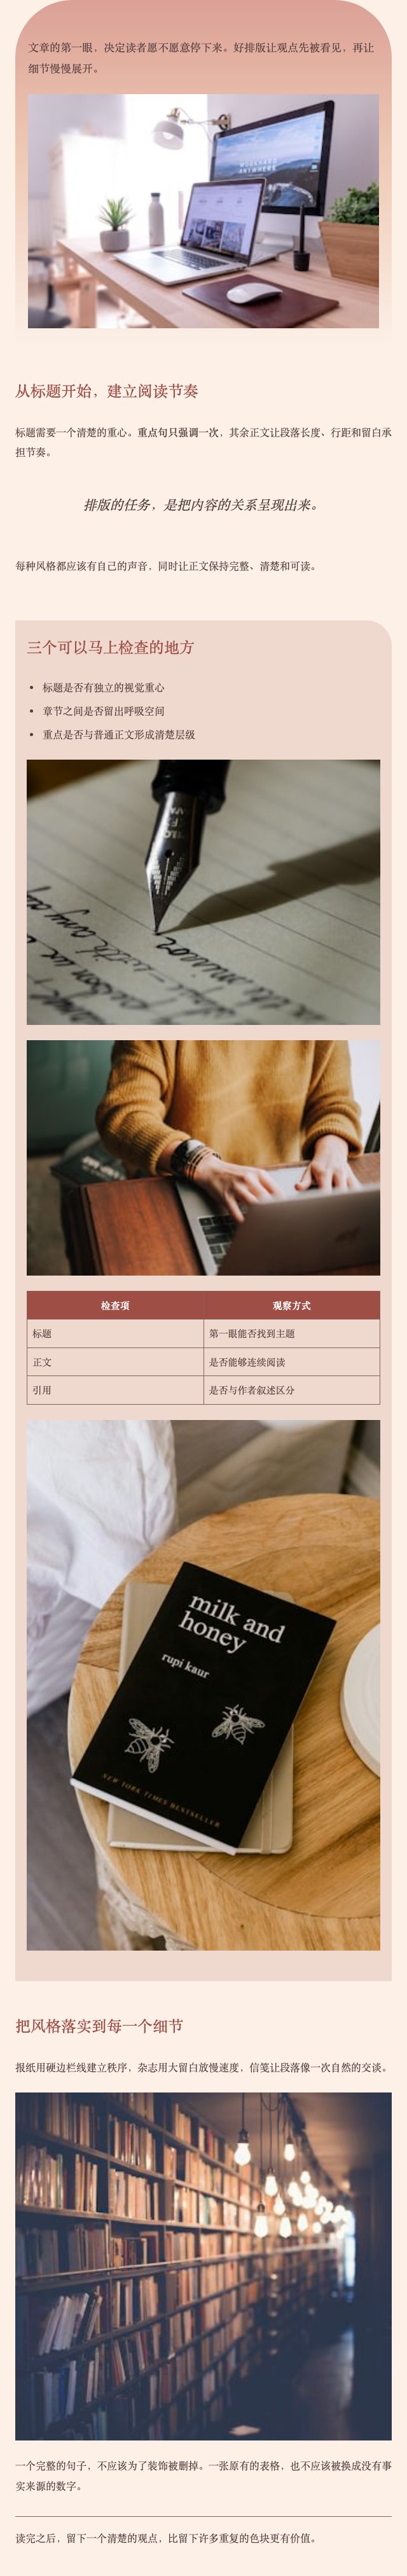 文章的第一眼，决定读者愿不愿意停下来。好排版让观点先被看见，再让
细节慢慢展开。
从标题开始，建立阅读节奏
标题需要一个清楚的重心。重点句只强调一次，其余正文让段落长度、行距和留白承
担节奏。
排版的任务，是把内容的关系呈现出来。
每种风格都应该有自己的声音，同时让正文保持完整、清楚和可读。
三个可以马上检查的地方
• 标题是否有独立的视觉重心
• 章节之间是否留出呼吸空间
• 重点是否与普通正文形成清楚层级
检查项 观察方式
标题 第一眼能否找到主题
正文 是否能够连续阅读
引用 是否与作者叙述区分
milk and
honey
rupi kaur
NEW YORK TIMES BESTSELLER
把风格落实到每一个细节
报纸用硬边栏线建立秩序，杂志用大留白放慢速度，信笺让段落像一次自然的交谈。
一个完整的句子，不应该为了装饰被删掉。一张原有的表格，也不应该被换成没有事
实来源的数字。
读完之后，留下一个清楚的观点，比留下许多重复的色块更有价值。